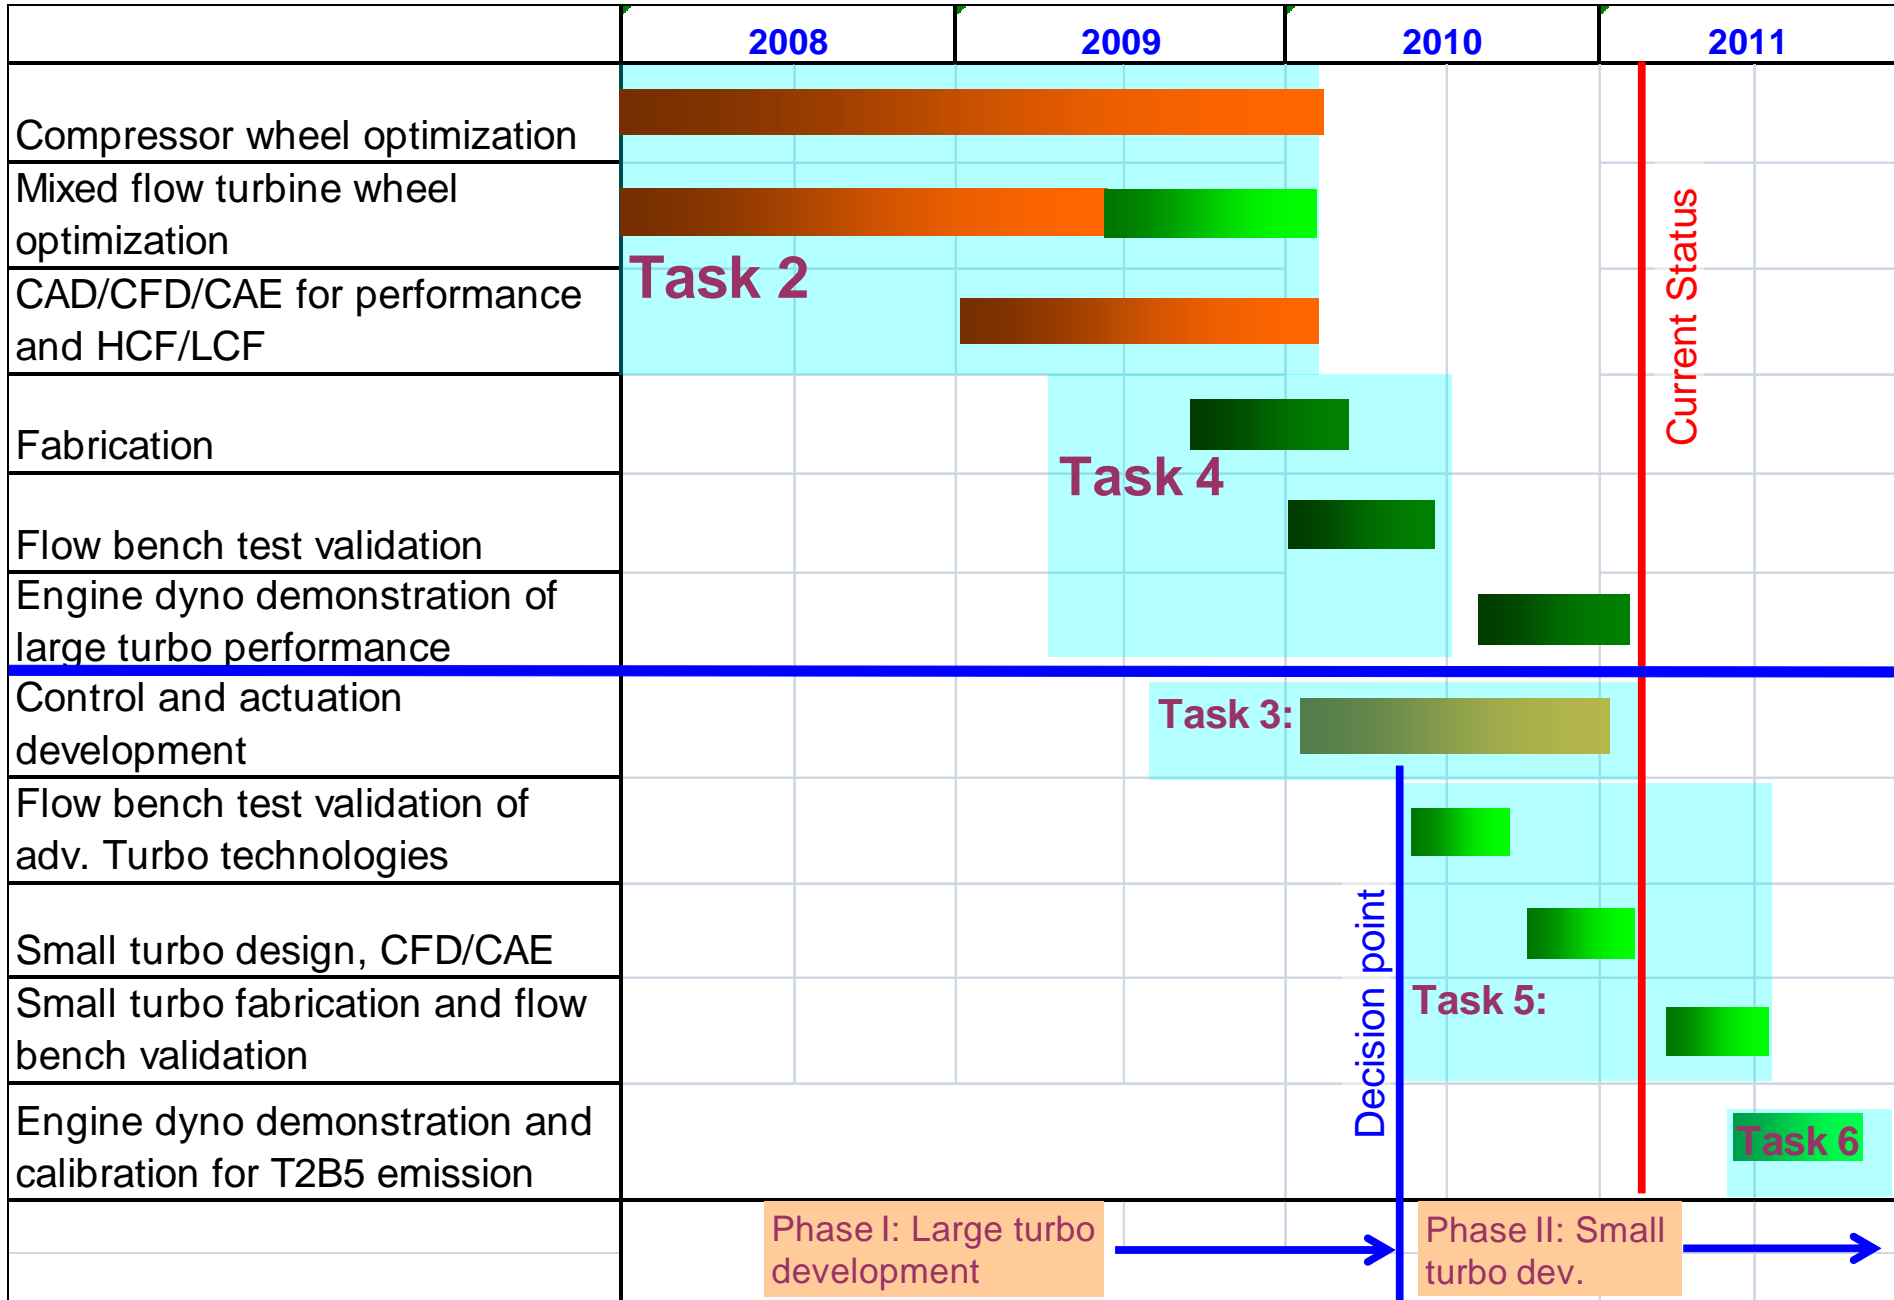 2008 2009 2010 2011
Compressor wheel optimization
Mixed flow turbine wheel
optimization
Task 2
CAD/CFD/CAE for performance
and HCF/LCF
Current Status
Fabrication
Task 4
Flow bench test validation
Engine dyno demonstration of
large turbo performance
Control and actuation
development
Task 3:
Flow bench test validation of
adv. Turbo technologies
Decision point
Small turbo design, CFD/CAE
Task 5:
Small turbo fabrication and flow
bench validation
Engine dyno demonstration and
calibration for T2B5 emission
Task 6
Phase I: Large turbo
development
Phase II: Small
turbo dev.